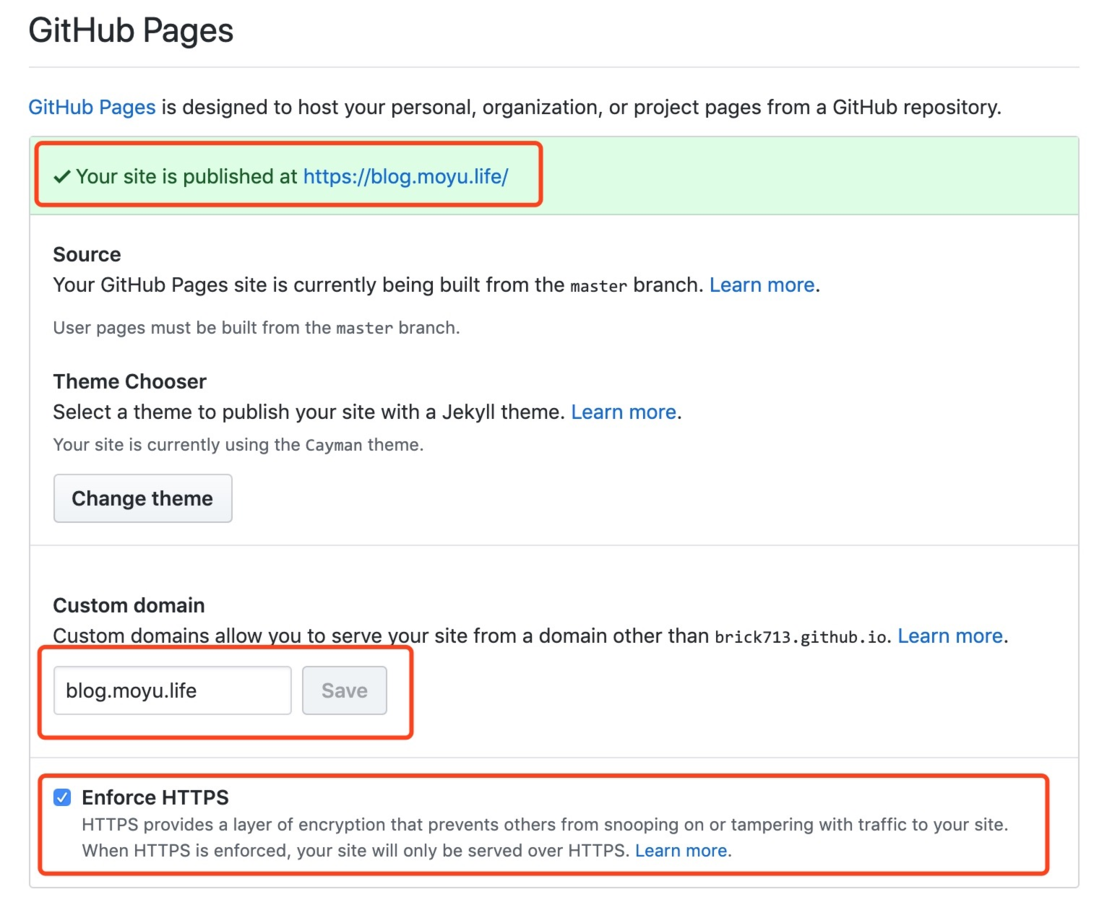 GitHub Pages
GitHub Pages is designed to host your personal, organization, or project pages from a GitHub repository.
✓ Your site is published at https://blog.moyu.life/
Source
Your GitHub Pages site is currently being built from the master branch. Learn more.
User pages must be built from the master branch.
Theme Chooser
Select a theme to publish your site with a Jekyll theme. Learn more.
Your site is currently using the Cayman theme.
Change theme
Custom domain
Custom domains allow you to serve your site from a domain other than brick713.github.io. Learn more.
blog.moyu.life Save
Enforce HTTPS
HTTPS provides a layer of encryption that prevents others from snooping on or tampering with traffic to your site.
When HTTPS is enforced, your site will only be served over HTTPS. Learn more.